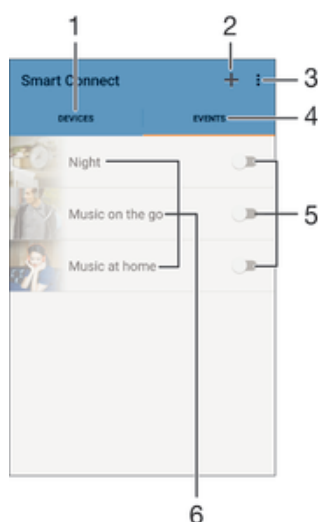 1
2
Smart Connect
3
DEVICES
EVENTS
4
Night
Music on the go
5
Music at home
6